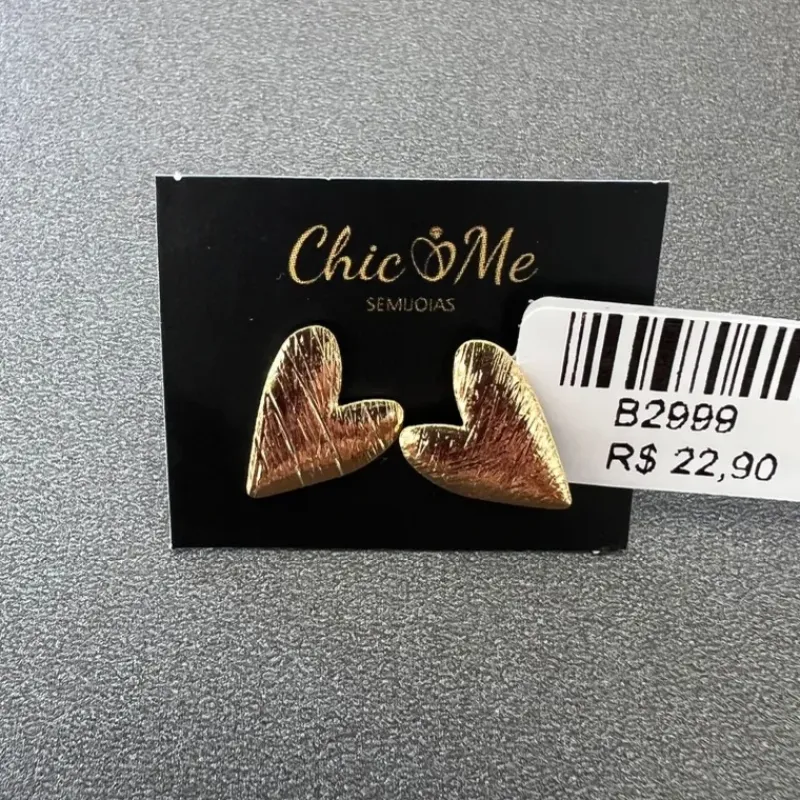 Chic Me
SEMIJOIAS
B2999
R$ 22,90